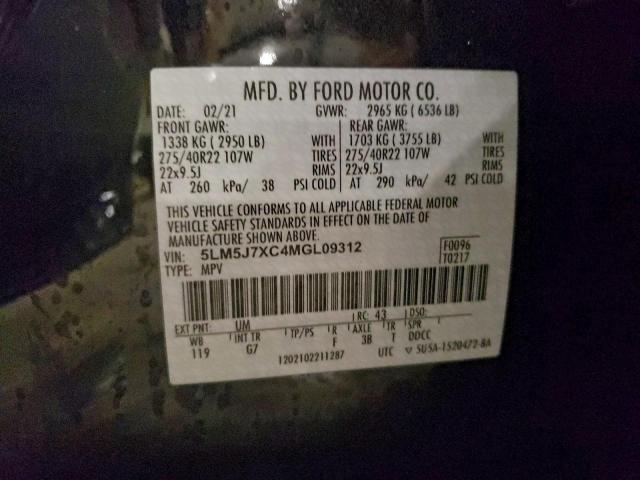 MFD. BY FORD MOTOR CO.
DATE: 02/21 GVWR: 2965 KG ( 6536 LB)
FRONT GAWR: REAR GAWR:
1338 KG ( 2950 LB) WITH 1703 KG ( 3755 LB) WITH
275/40R22 107W TIRES 275/40R22 107W TIRES
22x9.5J RIMS 22x9.5J RIMS
AT 260 kPa/ 38 PSI COLD AT 290 kPa/ 42 PSI COLD
THIS VEHICLE CONFORMS TO ALL APPLICABLE FEDERAL MOTOR
VEHICLE SAFETY STANDARDS IN EFFECT ON THE DATE OF
MANUFACTURE SHOWN ABOVE.
VIN: 5LM5J7XC4MGL09312 F0096
TYPE: MPV T0217
EXT PNT: UM RC: 43 DSO:
WB INT TR TP/PS R AXLE TR SPR
119 G7 F 3B T DDCC
1202102211287 UTC ▽ 5U5A-1520472-BA